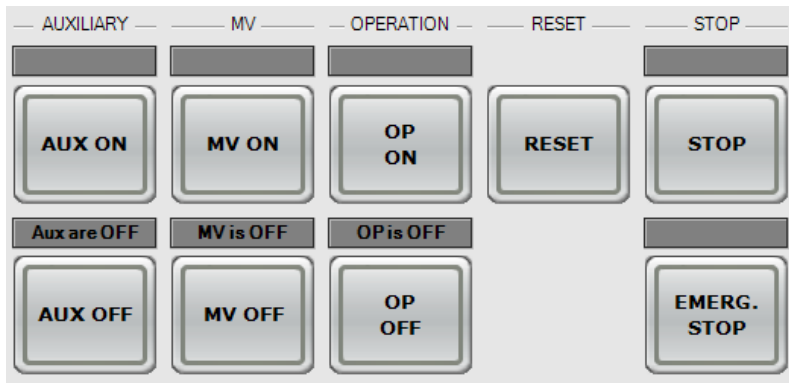 AUXILIARY MV OPERATION RESET STOP
AUX ON MV ON OP ON RESET STOP
Aux are OFF MV is OFF OP is OFF
AUX OFF MV OFF OP OFF EMERG. STOP